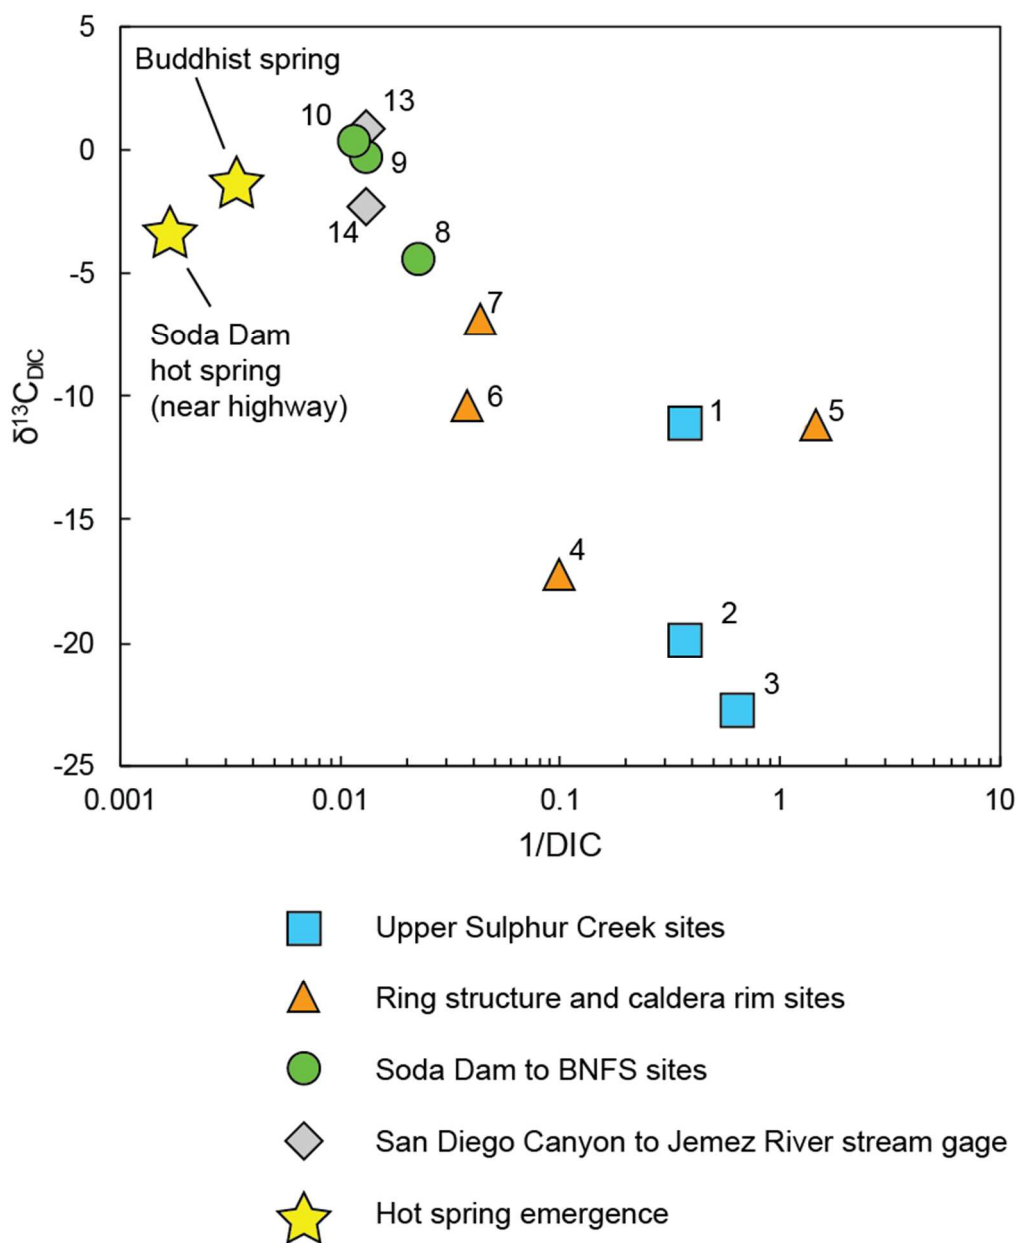 5
Buddhist spring
10
13
0
9
14
8
-5
7
Soda Dam
hot spring
(near highway)
δ¹³C_DIC
-10
6
1
5
-15
4
-20
2
3
-25
0.001 0.01 0.1 1 10
1/DIC
Upper Sulphur Creek sites
Ring structure and caldera rim sites
Soda Dam to BNFS sites
San Diego Canyon to Jemez River stream gage
Hot spring emergence